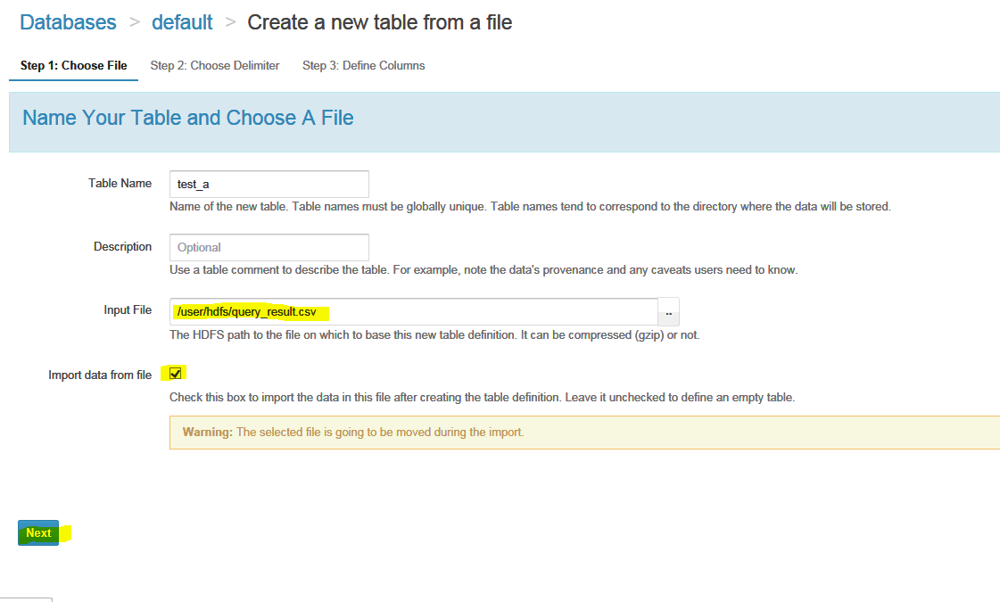 Databases > default > Create a new table from a file
Step 1: Choose File Step 2: Choose Delimiter Step 3: Define Columns
Name Your Table and Choose A File
Table Name test_a
Name of the new table. Table names must be globally unique. Table names tend to correspond to the directory where the data will be stored.
Description Optional
Use a table comment to describe the table. For example, note the data's provenance and any caveats users need to know.
Input File /user/hdfs/query_result.csv ..
The HDFS path to the file on which to base this new table definition. It can be compressed (gzip) or not.
Import data from file
Check this box to import the data in this file after creating the table definition. Leave it unchecked to define an empty table.
Warning: The selected file is going to be moved during the import.
Next